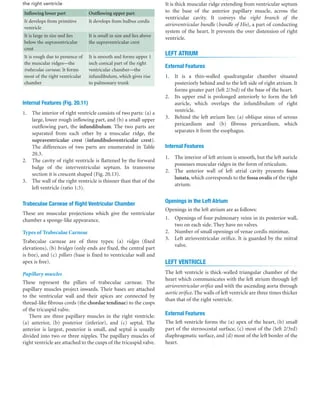 the right ventricle
Inflowing lower part
Outflowing upper part
It develops from primitive
ventricle
It develops from bulbus cordis
It is large in size and lies
below the supraventricular
crest
It is small in size and lies above
the supraventricular crest
It is rough due to presence of
the muscular ridges—the
trabeculae carneae. It forms
most of the right ventricular
chamber
It is smooth and forms upper 1
inch conical part of the right
ventricular chamber—the
infundibulum, which gives rise
to pulmonary trunk
Internal Features (Fig. 20.11)
1. The interior of right ventricle consists of two parts: (a) a
large, lower rough inflowing part, and (b) a small upper
outflowing part, the infundibulum. The two parts are
separated from each other by a muscular ridge, the
supraventricular crest (infundibuloventricular crest).
The differences of two parts are enumerated in Table
20.3.
2. The cavity of right ventricle is flattened by the forward
bulge of the interventricular septum. In transverse
section it is crescent shaped (Fig. 20.13).
3. The wall of the right ventricle is thinner than that of the
left ventricle (ratio 1:3).
Trabeculae Carneae of Right Ventricular Chamber
These are muscular projections which give the ventricular
chamber a sponge-like appearance.
Types of Trabeculae Carneae
Trabeculae carneae are of three types: (a) ridges (fixed
elevations), (b) bridges (only ends are fixed, the central part
is free), and (c) pillars (base is fixed to ventricular wall and
apex is free).
Papillary muscles
These represent the pillars of trabeculae carneae. The
papillary muscles project inwards. Their bases are attached
to the ventricular wall and their apices are connected by
thread-like fibrous cords (the chordae tendinae) to the cusps
of the tricuspid valve.
There are three papillary muscles in the right ventricle:
(a) anterior, (b) posterior (inferior), and (c) septal. The
anterior is largest, posterior is small, and septal is usually
divided into two or three nipples. The papillary muscles of
right ventricle are attached to the cusps of the tricuspid valve.
It is thick muscular ridge extending from ventricular septum
to the base of the anterior papillary muscle, across the
ventricular cavity. It conveys the right branch of the
atrioventricular bundle (bundle of His), a part of conducting
system of the heart. It prevents the over distension of right
ventricle.
LEFT ATRIUM
External Features
1. It is a thin-walled quadrangular chamber situated
posteriorly behind and to the left side of right atrium. It
forms greater part (left 2/3rd) of the base of the heart.
2. Its upper end is prolonged anteriorly to form the left
auricle, which overlaps the infundibulum of right
ventricle.
3. Behind the left atrium lies: (a) oblique sinus of serous
pericardium and (b) fibrous pericardium, which
separates it from the esophagus.
Internal Features
1. The interior of left atrium is smooth, but the left auricle
possesses muscular ridges in the form of reticulum.
2. The anterior wall of left atrial cavity presents fossa
lunata, which corresponds to the fossa ovalis of the right
atrium.
Openings in the Left Atrium
Openings in the left atrium are as follows:
1. Openings of four pulmonary veins in its posterior wall,
two on each side. They have no valves.
2. Number of small openings of venae cordis minimae.
3. Left atrioventricular orifice. It is guarded by the mitral
valve.
LEFT VENTRICLE
The left ventricle is thick-walled triangular chamber of the
heart which communicates with the left atrium through left
atrioventricular orifice and with the ascending aorta through
aortic orifice. The walls of left ventricle are three times thicker
than that of the right ventricle.
External Features
The left ventricle forms the (a) apex of the heart, (b) small
part of the sternocostal surface, (c) most of the (left 2/3rd)
diaphragmatic surface, and (d) most of the left border of the
heart.